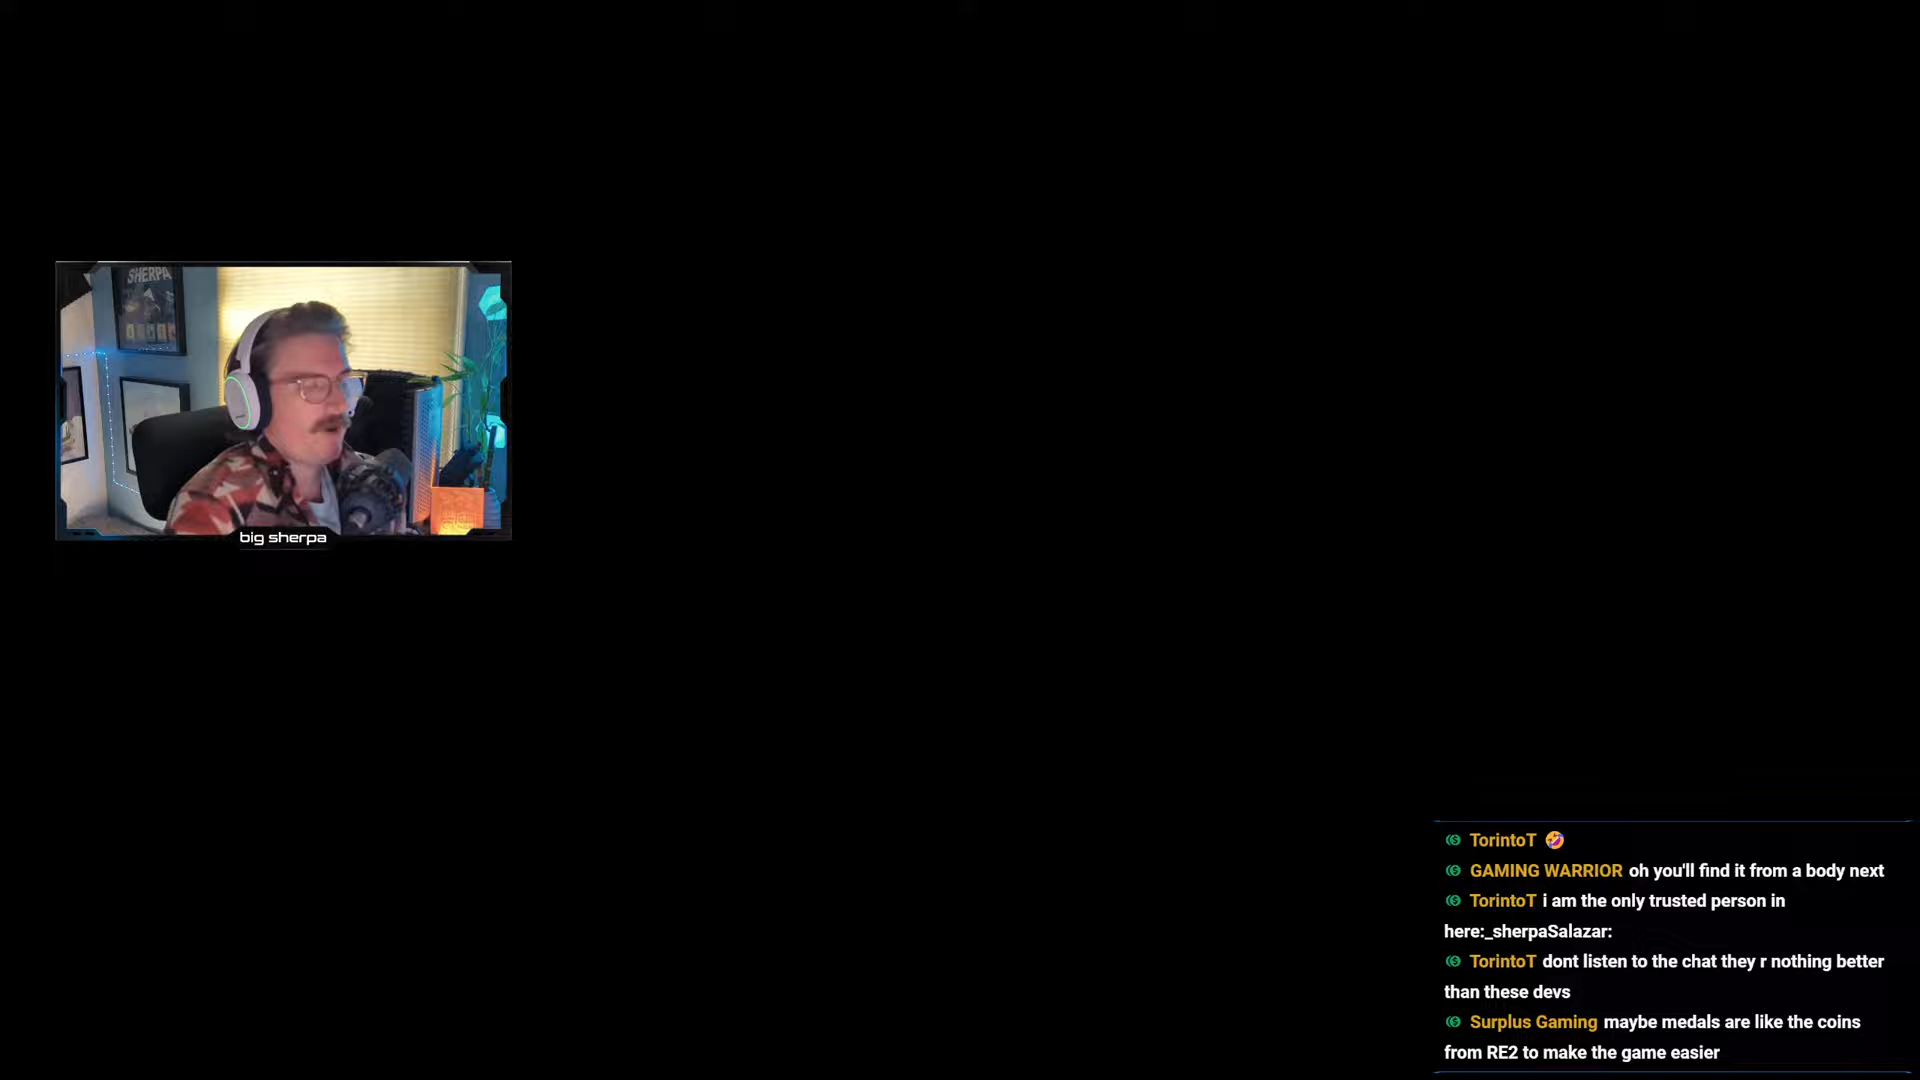 SHERPA
big sherpa
TorintoT 🤣
GAMING WARRIOR oh you'll find it from a body next
TorintoT i am the only trusted person in
here:_sherpaSalazar:
TorintoT dont listen to the chat they r nothing better
than these devs
Surplus Gaming maybe medals are like the coins
from RE2 to make the game easier